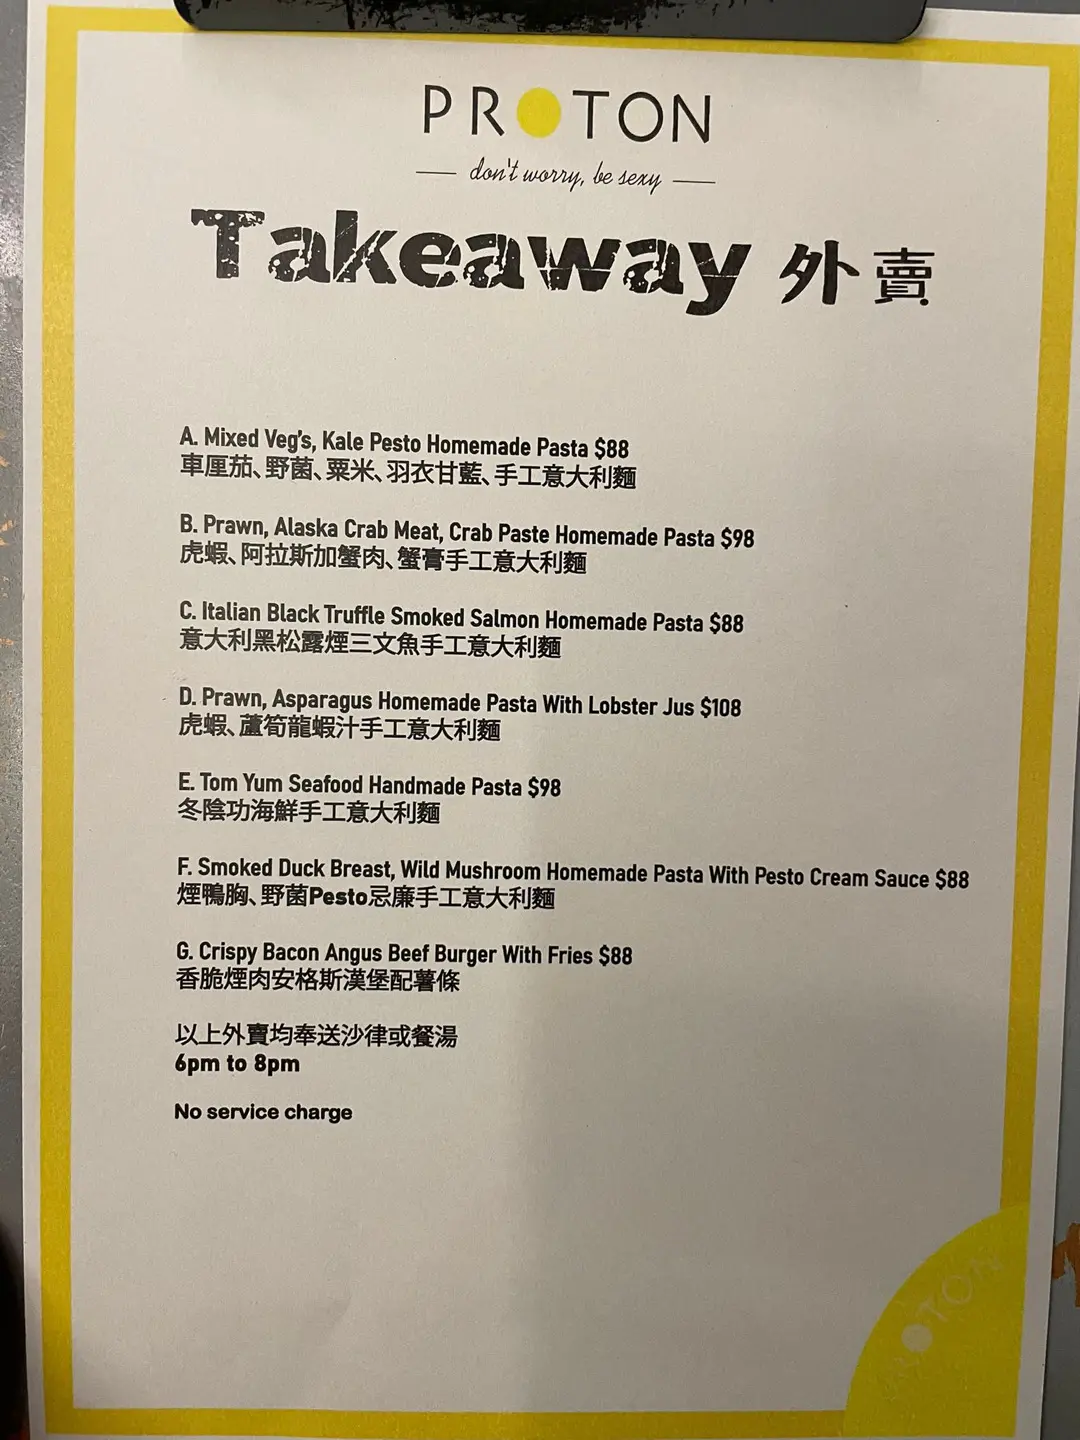 PROTON
don't worry, be sexy
Takeaway 外賣
A. Mixed Veg's, Kale Pesto Homemade Pasta $88
車厘茄、野菌、粟米、羽衣甘藍、手工意大利麵
B. Prawn, Alaska Crab Meat, Crab Paste Homemade Pasta $98
虎蝦、阿拉斯加蟹肉、蟹膏手工意大利麵
C. Italian Black Truffle Smoked Salmon Homemade Pasta $88
意大利黑松露煙三文魚手工意大利麵
D. Prawn, Asparagus Homemade Pasta With Lobster Jus $108
虎蝦、蘆筍龍蝦汁手工意大利麵
E. Tom Yum Seafood Handmade Pasta $98
冬陰功海鮮手工意大利麵
F. Smoked Duck Breast, Wild Mushroom Homemade Pasta With Pesto Cream Sauce $88
煙鴨胸、野菌Pesto忌廉手工意大利麵
G. Crispy Bacon Angus Beef Burger With Fries $88
香脆煙肉安格斯漢堡配薯條
以上外賣均奉送沙律或餐湯
6pm to 8pm
No service charge
PROTON